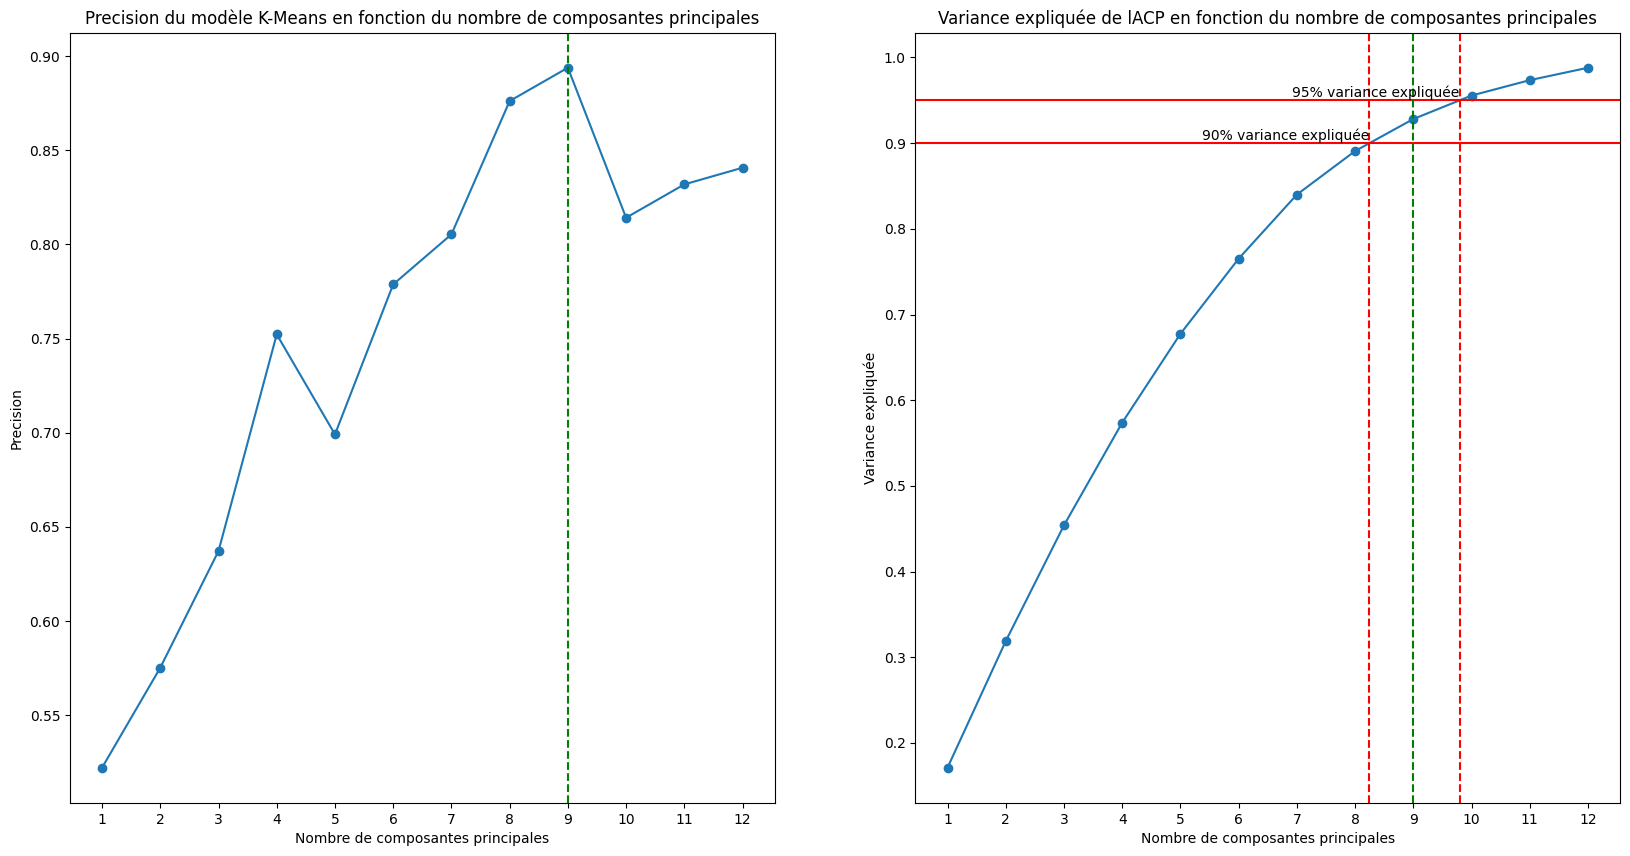 Precision du modèle K-Means en fonction du nombre de composantes principales
0.90
0.85
0.80
0.75
0.70
0.65
0.60
0.55
Precision
1 2 3 4 5 6 7 8 9 10 11 12
Nombre de composantes principales
Variance expliquée de lACP en fonction du nombre de composantes principales
1.0
0.9
0.8
0.7
0.6
0.5
0.4
0.3
0.2
Variance expliquée
95% variance expliquée
90% variance expliquée
1 2 3 4 5 6 7 8 9 10 11 12
Nombre de composantes principales